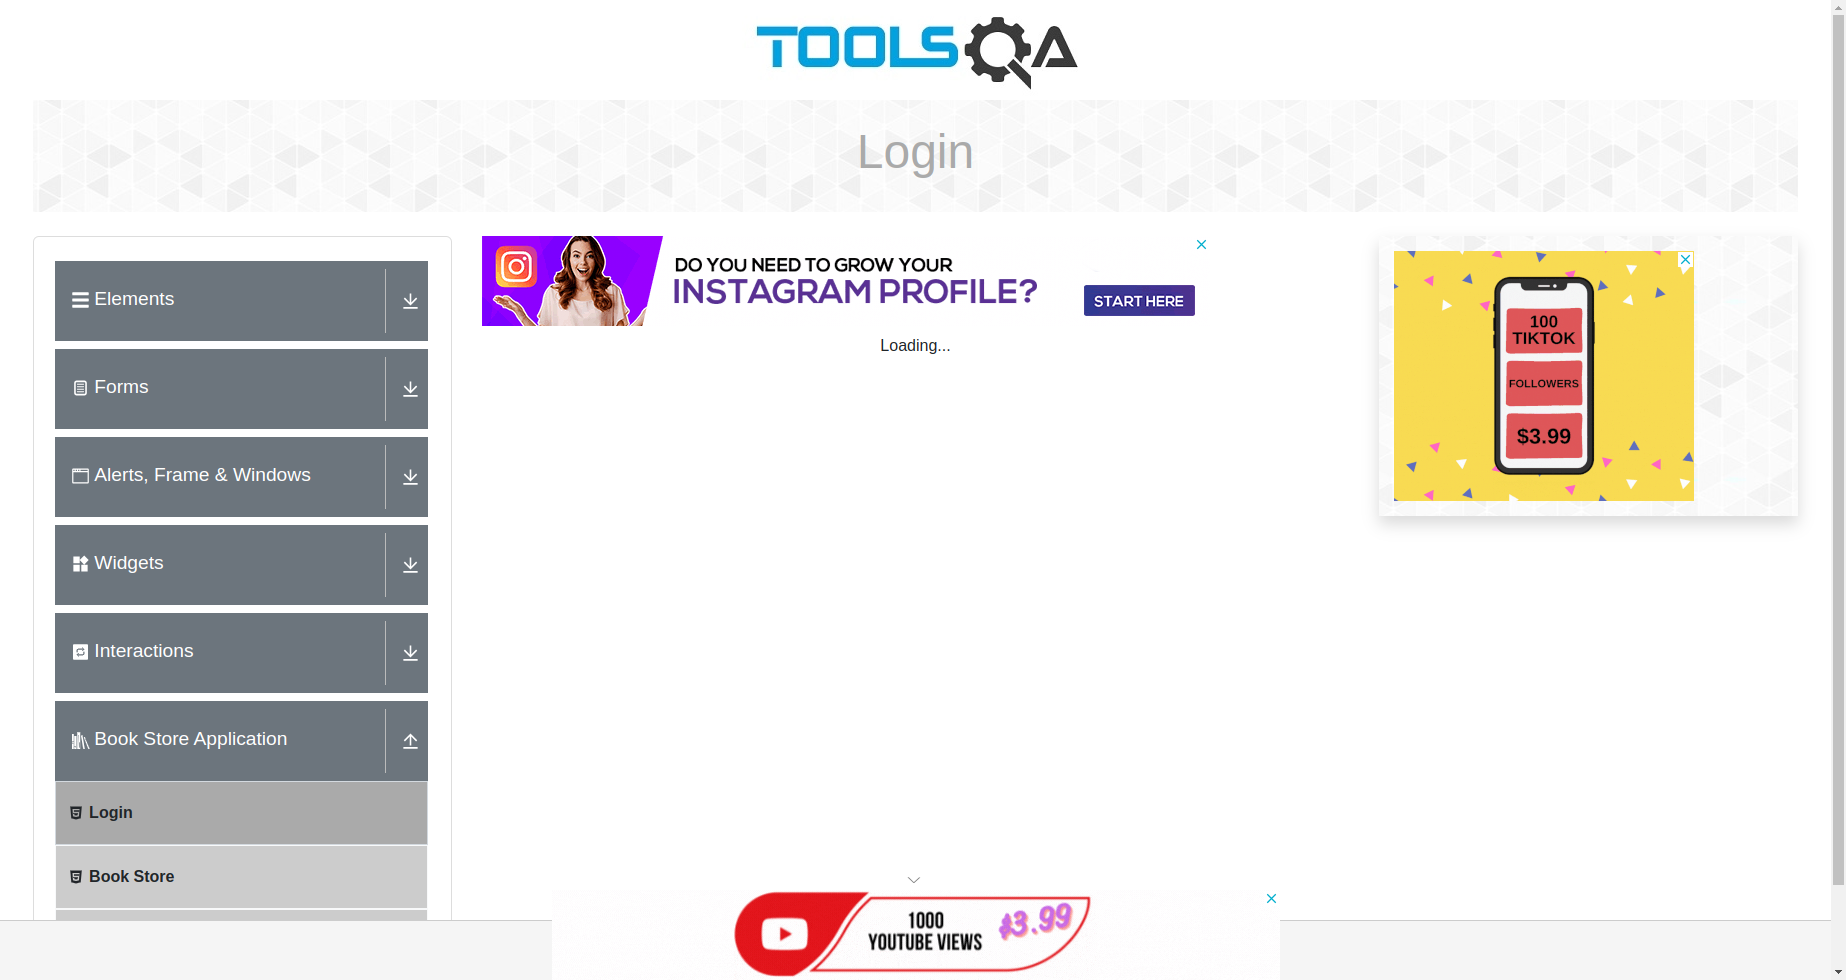 TOOLSQA
Login
Elements
Forms
Alerts, Frame & Windows
Widgets
Interactions
Book Store Application
Login
Book Store
DO YOU NEED TO GROW YOUR
INSTAGRAM PROFILE?
START HERE
Loading...
100
TIKTOK
FOLLOWERS
$3.99
1000
YOUTUBE VIEWS
$3.99